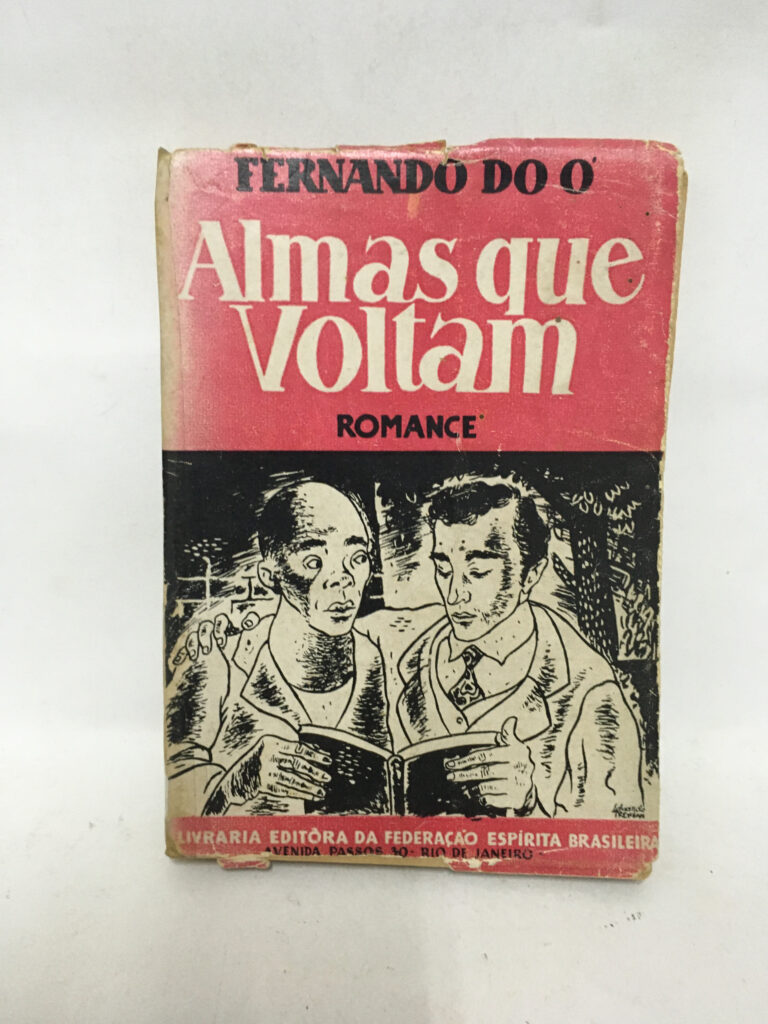 FERNANDO DO Ó
Almas que
Voltam
ROMANCE
LIVRARIA EDITÔRA DA FEDERAÇÃO ESPÍRITA BRASILEIRA
AVENIDA PASSOS 30 - RIO DE JANEIRO